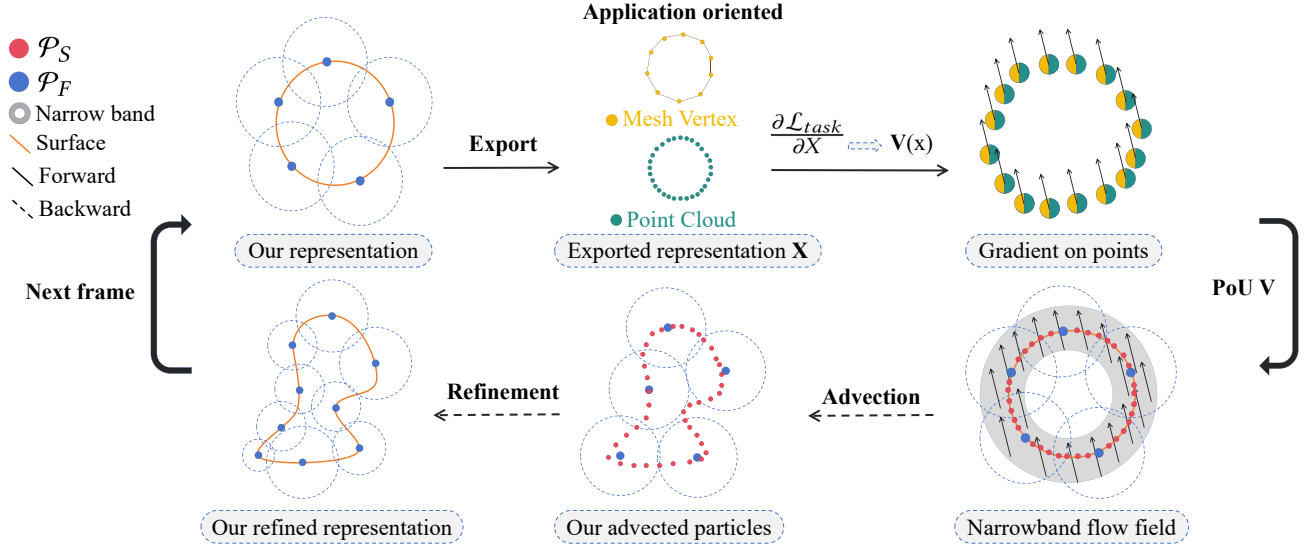 Application oriented
𝒫_S
𝒫_F
Narrow band
Surface
Forward
Backward
Export
Mesh Vertex
Point Cloud
∂ℒ_task / ∂X ⇒ V(x)
Our representation
Exported representation X
Gradient on points
Next frame
PoU V
Refinement
Advection
Our refined representation
Our advected particles
Narrowband flow field